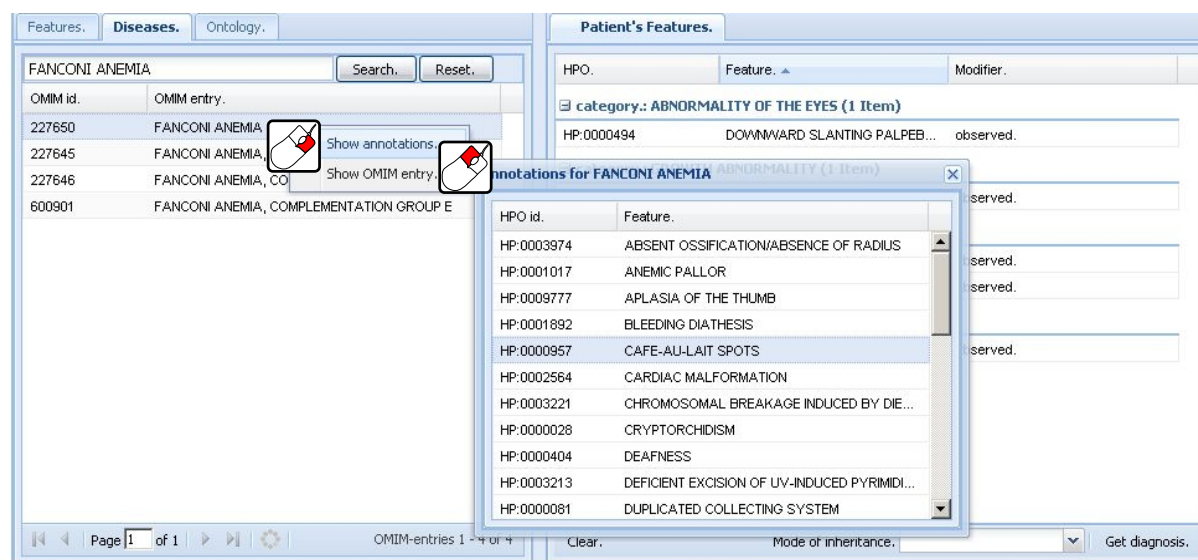 Features.
Diseases.
Ontology.
FANCONI ANEMIA
Search.
Reset.
OMIM id.
OMIM entry.
227650
FANCONI ANEMIA
227645
FANCONI ANEMIA,
227646
FANCONI ANEMIA, CO
600901
FANCONI ANEMIA, COMPLEMENTATION GROUP E
Show annotations.
Show OMIM entry.
Page 1 of 1
OMIM-entries 1 - 4 of 4
Patient's Features.
HPO.
Feature.
Modifier.
category.: ABNORMALITY OF THE EYES (1 Item)
HP:0000494
DOWNWARD SLANTING PALPEB...
observed.
category.: GROWTH ABNORMALITY (1 Item)
served.
served.
served.
served.
nnotations for FANCONI ANEMIA
HPO id.
Feature.
HP:0003974
ABSENT OSSIFICATION/ABSENCE OF RADIUS
HP:0001017
ANEMIC PALLOR
HP:0009777
APLASIA OF THE THUMB
HP:0001892
BLEEDING DIATHESIS
HP:0000957
CAFE-AU-LAIT SPOTS
HP:0002564
CARDIAC MALFORMATION
HP:0003221
CHROMOSOMAL BREAKAGE INDUCED BY DIE...
HP:0000028
CRYPTORCHIDISM
HP:0000404
DEAFNESS
HP:0003213
DEFICIENT EXCISION OF UV-INDUCED PYRIMIDI...
HP:0000081
DUPLICATED COLLECTING SYSTEM
Clear.
Mode of inheritance.
Get diagnosis.